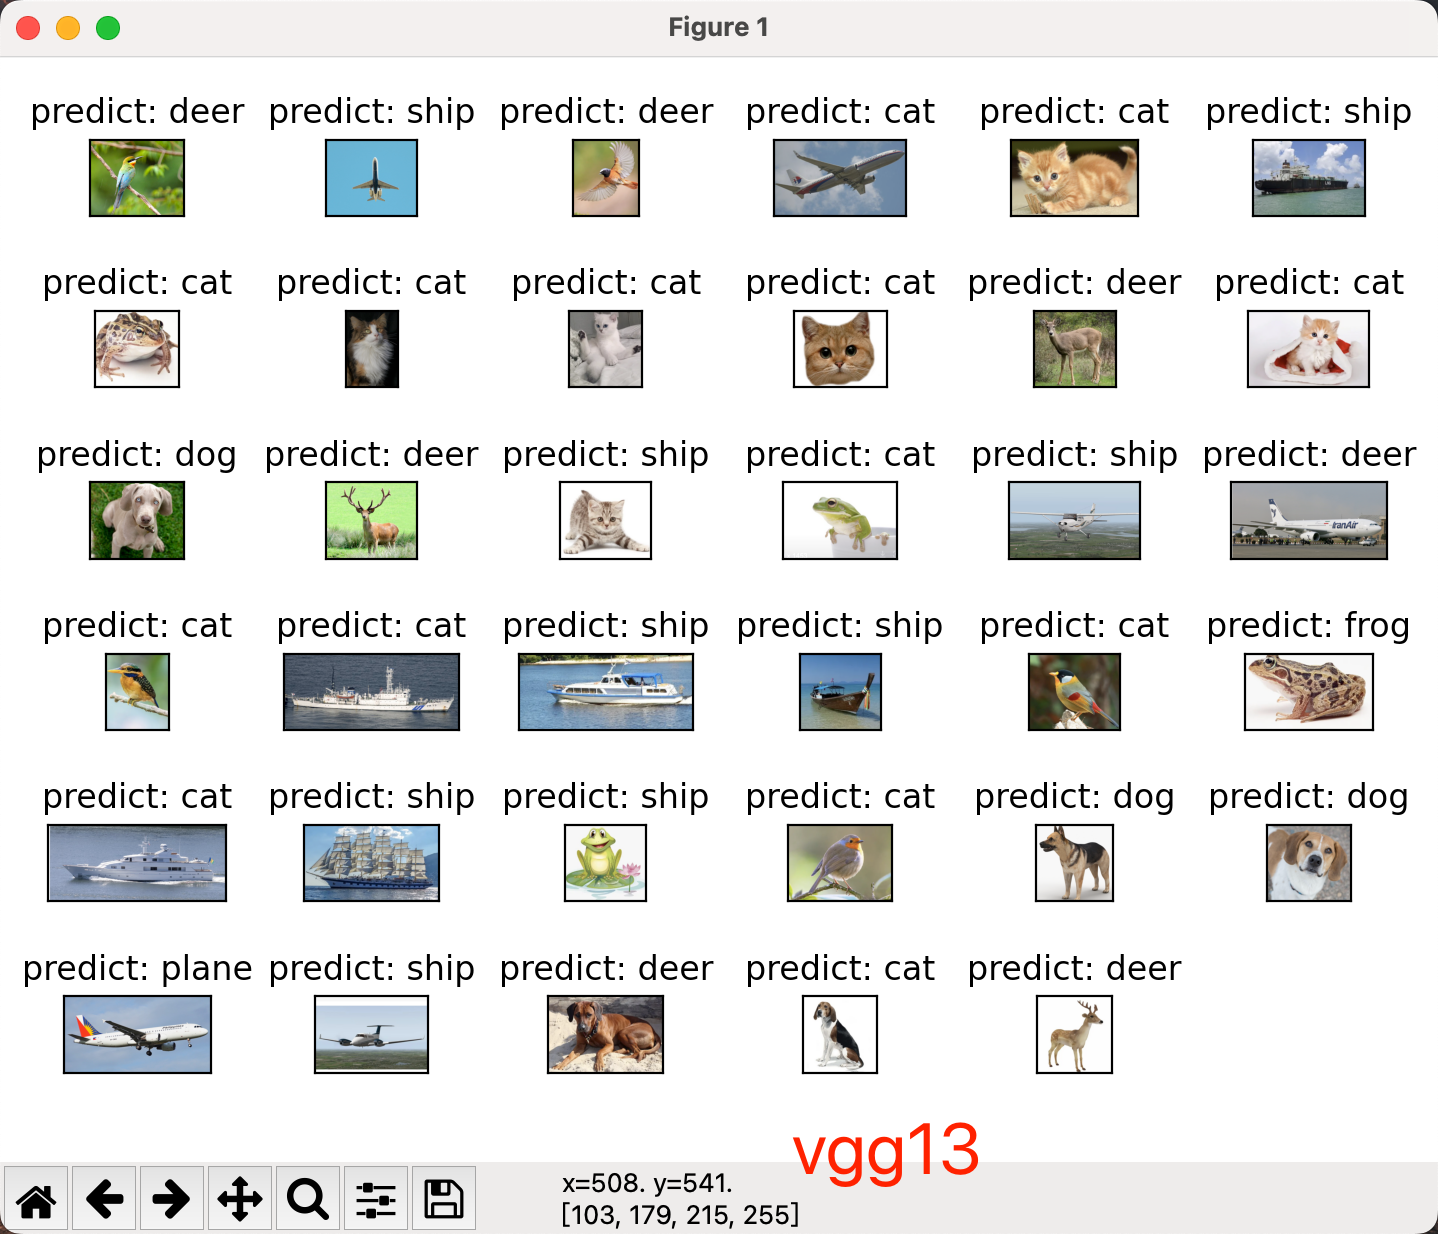 Figure 1
predict: deer predict: ship predict: deer predict: cat predict: cat predict: ship
predict: cat predict: cat predict: cat predict: cat predict: deer predict: cat
predict: dog predict: deer predict: ship predict: cat predict: ship predict: deer
IranAir
predict: cat predict: cat predict: ship predict: ship predict: cat predict: frog
predict: cat predict: ship predict: ship predict: cat predict: dog predict: dog
predict: plane predict: ship predict: deer predict: cat predict: deer
vgg13
x=508. y=541.
[103, 179, 215, 255]